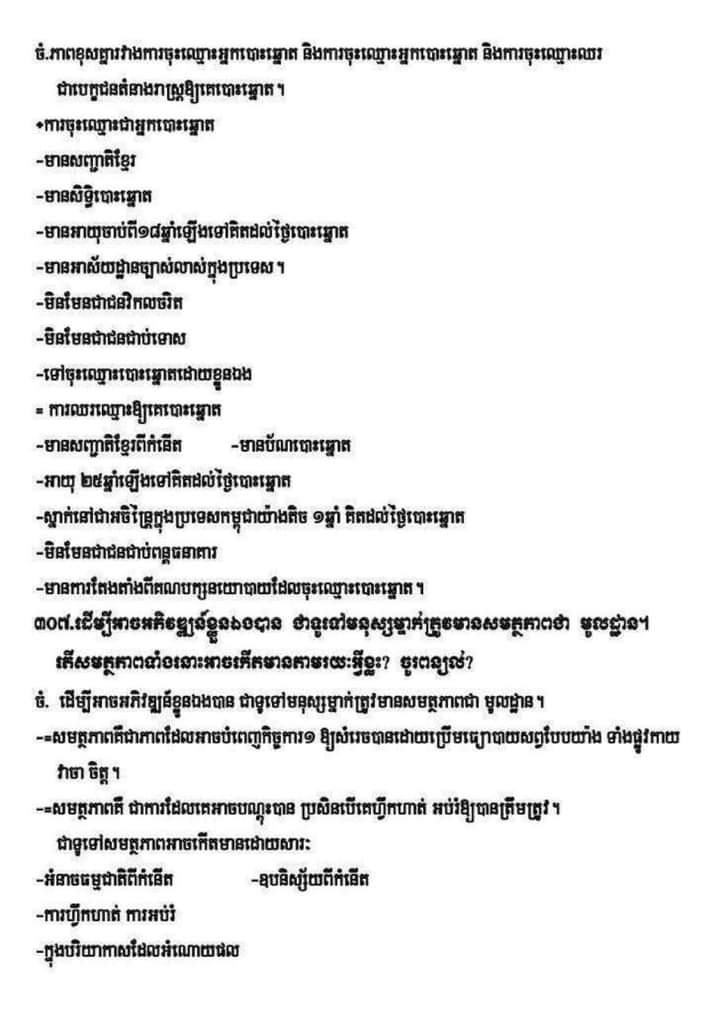 ចំ.ភាពខុសគ្នារវាងការចុះឈ្មោះអ្នកបោះឆ្នោត និងការចុះឈ្មោះអ្នកបោះឆ្នោត និងការចុះឈ្មោះឈរ
ជាបេក្ខជនតំនាងរាស្ត្រឱ្យគេបោះឆ្នោត។
+ការចុះឈ្មោះជាអ្នកបោះឆ្នោត
-មានសញ្ជាតិខ្មែរ
-មានសិទ្ធិបោះឆ្នោត
-មានអាយុចាប់ពី១៨ឆ្នាំឡើងទៅគិតដល់ថ្ងៃបោះឆ្នោត
-មានអាស័យដ្ឋានច្បាស់លាស់ក្នុងប្រទេស។
-មិនមែនជាជនវិកលចរិត
-មិនមែនជាជនជាប់ទោស
-ទៅចុះឈ្មោះបោះឆ្នោតដោយខ្លួនឯង
= ការឈរឈ្មោះឱ្យគេបោះឆ្នោត
-មានសញ្ជាតិខ្មែរពីកំនើត -មានប័ណបោះឆ្នោត
-អាយុ ២៥ឆ្នាំឡើងទៅគិតដល់ថ្ងៃបោះឆ្នោត
-ស្នាក់នៅជាអចិន្ត្រៃក្នុងប្រទេសកម្ពុជាយ៉ាងតិច ១ឆ្នាំ គិតដល់ថ្ងៃបោះឆ្នោត
-មិនមែនជាជនជាប់ពន្ធធនាគារ
-មានការតែងតាំងពីគណបក្សនយោបាយដែលចុះឈ្មោះបោះឆ្នោត។
៣០៧.ដើម្បីអាចអភិវឌ្ឍន៍ខ្លួនឯងបាន ជាទូទៅមនុស្សម្នាក់ត្រូវមានសមត្ថភាពជា មូលដ្ឋាន។
តើសមត្ថភាពទាំងនោះអាចកើតមានតាមរយៈអ្វីខ្លះ? ចូរពន្យល់?
ចំ. ដើម្បីអាចអភិវឌ្ឍន៍ខ្លួនឯងបាន ជាទូទៅមនុស្សម្នាក់ត្រូវមានសមត្ថភាពជា មូលដ្ឋាន។
-=សមត្ថភាពគឺជាភាពដែលអាចបំពេញកិច្ចការ១ ឱ្យសំរេចបានដោយប្រើមធ្យោបាយសព្វបែបយ៉ាង ទាំងផ្លូវកាយ
វាចា ចិត្ត។
-=សមត្ថភាពគឺ ជាការដែលគេអាចបណ្តុះបាន ប្រសិនបើគេហ្វឹកហាត់ អប់រំឱ្យបានត្រឹមត្រូវ។
ជាទូទៅសមត្ថភាពអាចកើតមានដោយសារៈ
-អំនាចធម្មជាតិពីកំនើត -ឧបនិស្ស័យពីកំនើត
-ការហ្វឹកហាត់ ការអប់រំ
-ក្នុងបរិយាកាសដែលអំណោយផល